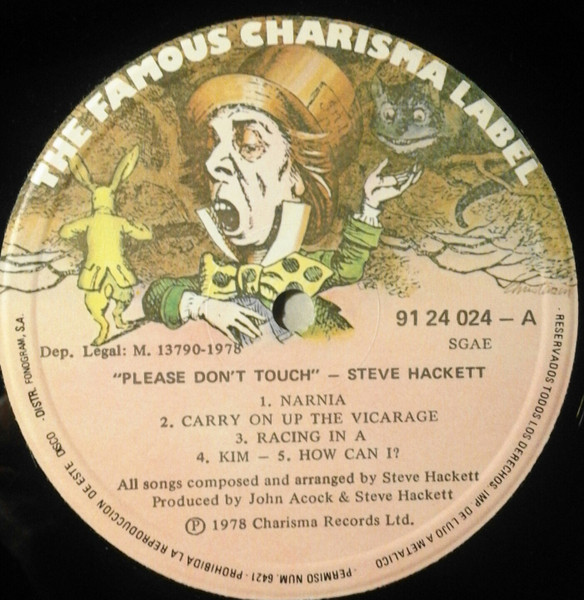 THE FAMOUS CHARISMA LABEL
91 24 024 – A
Dep. Legal: M. 13790-1978
SGAE
"PLEASE DON'T TOUCH" – STEVE HACKETT
1. NARNIA
2. CARRY ON UP THE VICARAGE
3. RACING IN A
4. KIM – 5. HOW CAN I?
All songs composed and arranged by Steve Hackett
Produced by John Acock & Steve Hackett
Ⓟ 1978 Charisma Records Ltd.
· RESERVADOS TODOS LOS DERECHOS IMP. DE LUJO A METALICO · PERMISO NUM. 6421 · PROHIBIDA LA REPRODUCCION DE ESTE DISCO · DISTR. FONOGRAM, S.A.